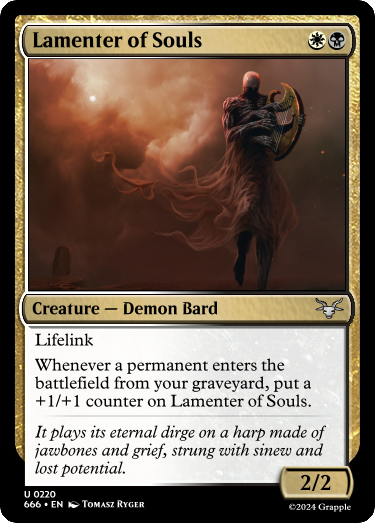 Lamenter of Souls
Creature — Demon Bard
Lifelink
Whenever a permanent enters the
battlefield from your graveyard, put a
+1/+1 counter on Lamenter of Souls.
It plays its eternal dirge on a harp made of
jawbones and grief, strung with sinew and
lost potential.
2/2
U 0220
666 • EN Tomasz Ryger
©2024 Grapple